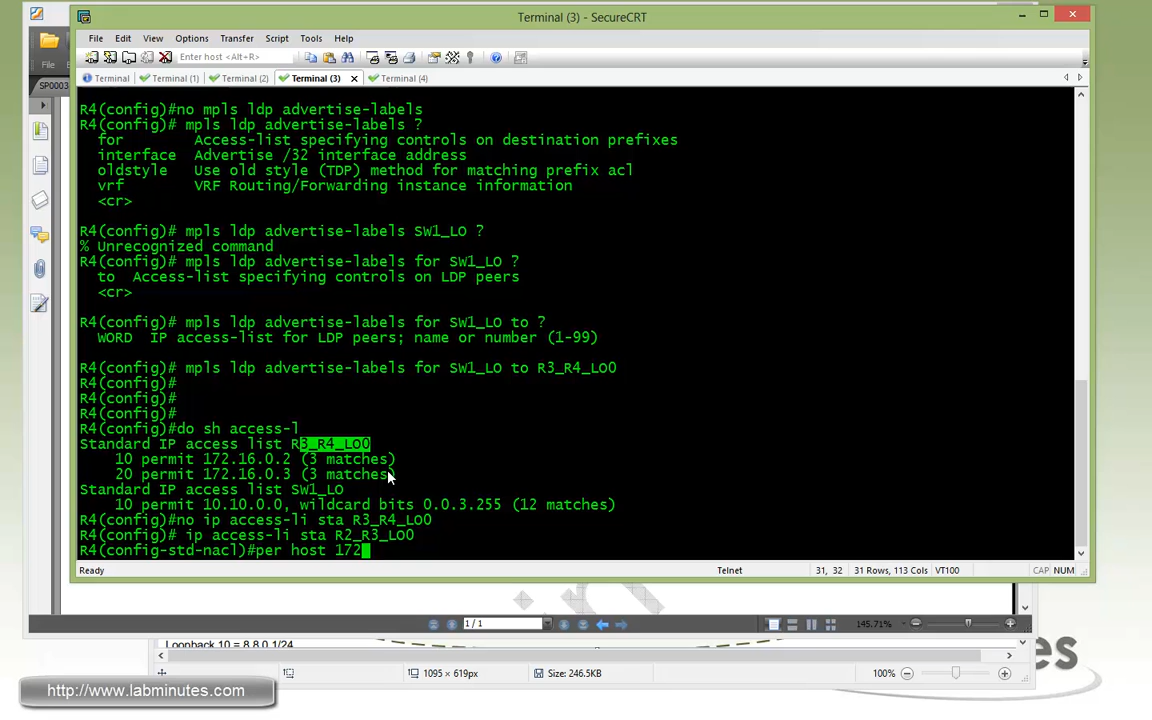 Terminal (3) - SecureCRT
File Edit View Options Transfer Script Tools Help
Enter host <Alt+R>
File
Terminal Terminal (1) Terminal (2) Terminal (3) Terminal (4)
SP0003
R4(config)#no mpls ldp advertise-labels
R4(config)# mpls ldp advertise-labels ?
for Access-list specifying controls on destination prefixes
interface Advertise /32 interface address
oldstyle Use old style (TDP) method for matching prefix acl
vrf VRF Routing/Forwarding instance information
<cr>
R4(config)# mpls ldp advertise-labels SW1_LO ?
% Unrecognized command
R4(config)# mpls ldp advertise-labels for SW1_LO ?
to Access-list specifying controls on LDP peers
<cr>
R4(config)# mpls ldp advertise-labels for SW1_LO to ?
WORD IP access-list for LDP peers; name or number (1-99)
R4(config)# mpls ldp advertise-labels for SW1_LO to R3_R4_LO0
R4(config)#
R4(config)#
R4(config)#
R4(config)#do sh access-l
Standard IP access list R3_R4_LO0
10 permit 172.16.0.2 (3 matches)
20 permit 172.16.0.3 (3 matches)
Standard IP access list SW1_LO
10 permit 10.10.0.0, wildcard bits 0.0.3.255 (12 matches)
R4(config)#no ip access-li sta R3_R4_LO0
R4(config)# ip access-li sta R2_R3_LO0
R4(config-std-nacl)#per host 172
Ready Telnet 31, 32 31 Rows, 113 Cols VT100 CAP NUM
1 / 1 145.71%
Loopback 10 = 8.8.0.1/24
1095 × 619px Size: 246.5KB 100%
http://www.labminutes.com